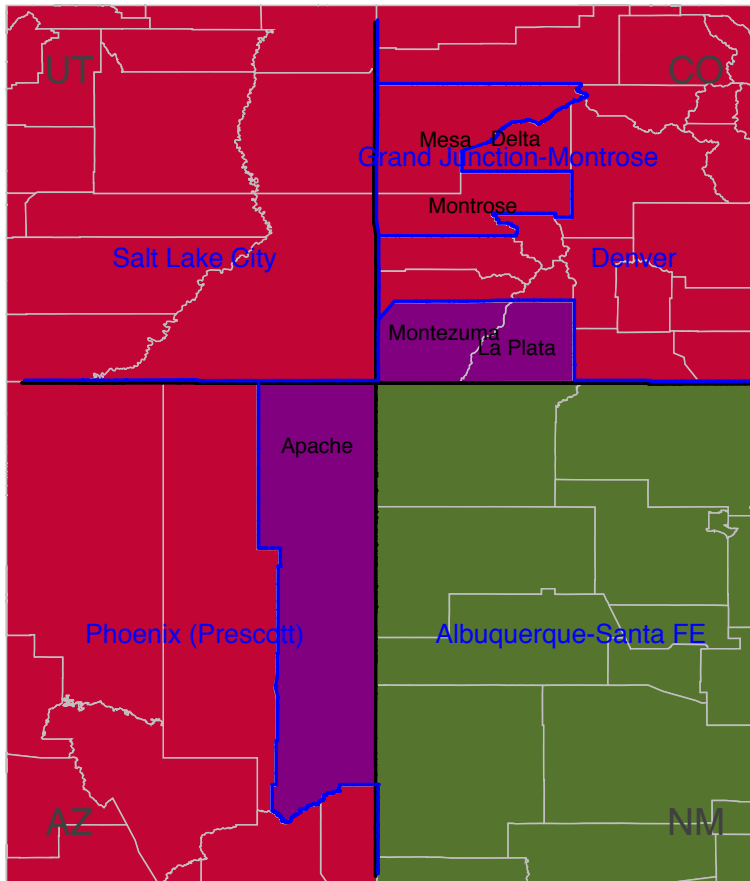 UT
CO
Mesa
Delta
Grand Junction-Montrose
Montrose
Salt Lake City
Denver
Montezuma
La Plata
Apache
Phoenix (Prescott)
Albuquerque-Santa FE
AZ
NM